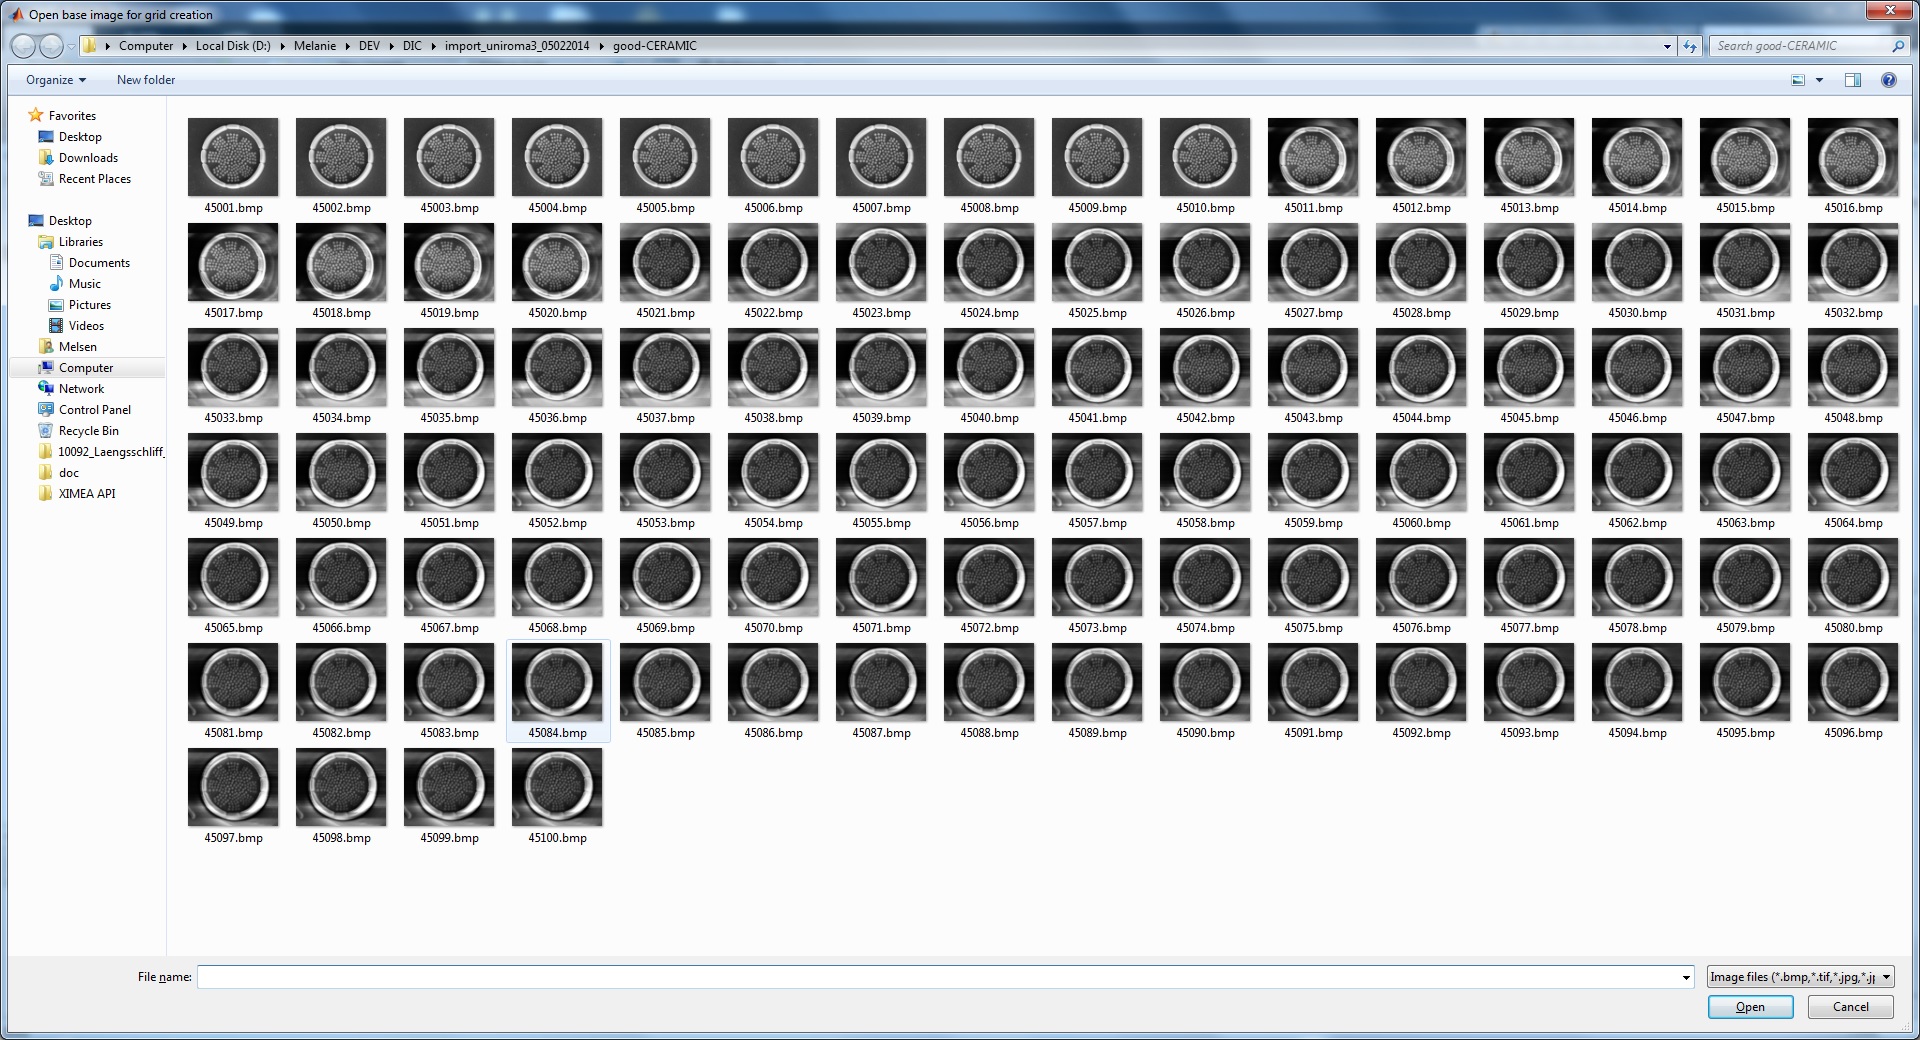 Open base image for grid creation
Computer Local Disk (D:) Melanie DEV DIC import_uniroma3_05022014 good-CERAMIC
Search good-CERAMIC
Organize New folder
Favorites
Desktop
Downloads
Recent Places
Desktop
Libraries
Documents
Music
Pictures
Videos
Melsen
Computer
Network
Control Panel
Recycle Bin
10092_Laengsschliff_
doc
XIMEA API
45001.bmp 45002.bmp 45003.bmp 45004.bmp 45005.bmp 45006.bmp 45007.bmp 45008.bmp 45009.bmp 45010.bmp 45011.bmp 45012.bmp 45013.bmp 45014.bmp 45015.bmp 45016.bmp
45017.bmp 45018.bmp 45019.bmp 45020.bmp 45021.bmp 45022.bmp 45023.bmp 45024.bmp 45025.bmp 45026.bmp 45027.bmp 45028.bmp 45029.bmp 45030.bmp 45031.bmp 45032.bmp
45033.bmp 45034.bmp 45035.bmp 45036.bmp 45037.bmp 45038.bmp 45039.bmp 45040.bmp 45041.bmp 45042.bmp 45043.bmp 45044.bmp 45045.bmp 45046.bmp 45047.bmp 45048.bmp
45049.bmp 45050.bmp 45051.bmp 45052.bmp 45053.bmp 45054.bmp 45055.bmp 45056.bmp 45057.bmp 45058.bmp 45059.bmp 45060.bmp 45061.bmp 45062.bmp 45063.bmp 45064.bmp
45065.bmp 45066.bmp 45067.bmp 45068.bmp 45069.bmp 45070.bmp 45071.bmp 45072.bmp 45073.bmp 45074.bmp 45075.bmp 45076.bmp 45077.bmp 45078.bmp 45079.bmp 45080.bmp
45081.bmp 45082.bmp 45083.bmp 45084.bmp 45085.bmp 45086.bmp 45087.bmp 45088.bmp 45089.bmp 45090.bmp 45091.bmp 45092.bmp 45093.bmp 45094.bmp 45095.bmp 45096.bmp
45097.bmp 45098.bmp 45099.bmp 45100.bmp
File name:
Image files (*.bmp,*.tif,*.jpg,*.jp
Open Cancel